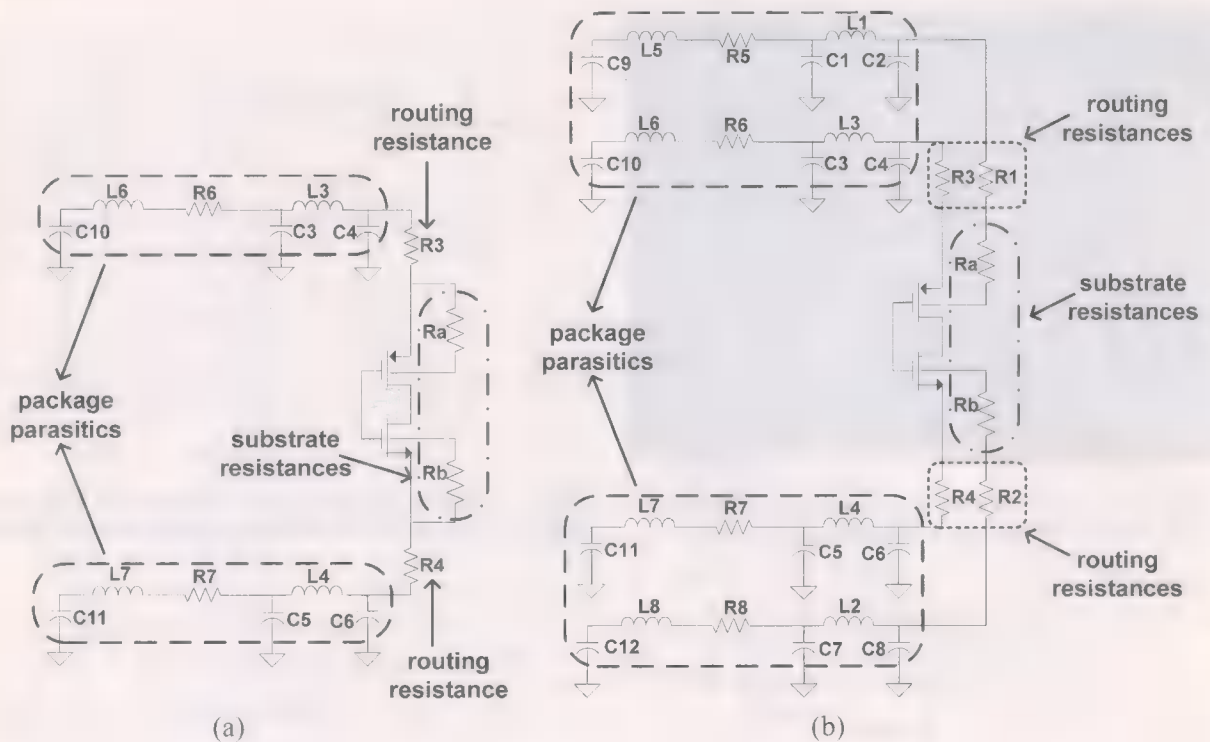 routing
resistance
L6
R6
L3
C10
C3
C4
R3
Ra
package
parasitics
substrate
resistances
Rb
R4
L7
R7
L4
C11
C5
C6
routing
resistance
(a)
L1
L5
R5
C9
C1
C2
L6
R6
L3
C10
C3
C4
routing
resistances
R3
R1
Ra
substrate
resistances
package
parasitics
Rb
R4
R2
L7
R7
L4
C11
C5
C6
routing
resistances
L8
R8
L2
C12
C7
C8
(b)